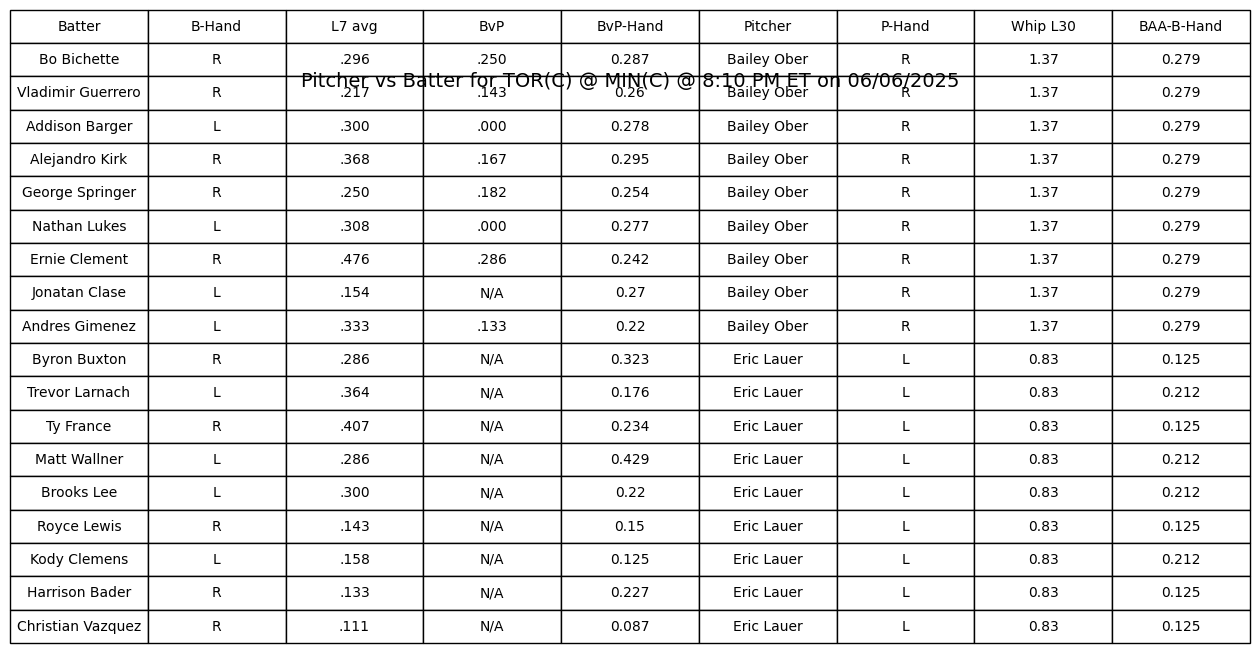 Batter B-Hand L7 avg BvP BvP-Hand Pitcher P-Hand Whip L30 BAA-B-Hand
Bo Bichette R .296 .250 0.287 Bailey Ober R 1.37 0.279
Pitcher vs Batter for TOR(C) @ MIN(C) @ 8:10 PM ET on 06/06/2025
Vladimir Guerrero R .217 .143 0.26 Bailey Ober R 1.37 0.279
Addison Barger L .300 .000 0.278 Bailey Ober R 1.37 0.279
Alejandro Kirk R .368 .167 0.295 Bailey Ober R 1.37 0.279
George Springer R .250 .182 0.254 Bailey Ober R 1.37 0.279
Nathan Lukes L .308 .000 0.277 Bailey Ober R 1.37 0.279
Ernie Clement R .476 .286 0.242 Bailey Ober R 1.37 0.279
Jonatan Clase L .154 N/A 0.27 Bailey Ober R 1.37 0.279
Andres Gimenez L .333 .133 0.22 Bailey Ober R 1.37 0.279
Byron Buxton R .286 N/A 0.323 Eric Lauer L 0.83 0.125
Trevor Larnach L .364 N/A 0.176 Eric Lauer L 0.83 0.212
Ty France R .407 N/A 0.234 Eric Lauer L 0.83 0.125
Matt Wallner L .286 N/A 0.429 Eric Lauer L 0.83 0.212
Brooks Lee L .300 N/A 0.22 Eric Lauer L 0.83 0.212
Royce Lewis R .143 N/A 0.15 Eric Lauer L 0.83 0.125
Kody Clemens L .158 N/A 0.125 Eric Lauer L 0.83 0.212
Harrison Bader R .133 N/A 0.227 Eric Lauer L 0.83 0.125
Christian Vazquez R .111 N/A 0.087 Eric Lauer L 0.83 0.125